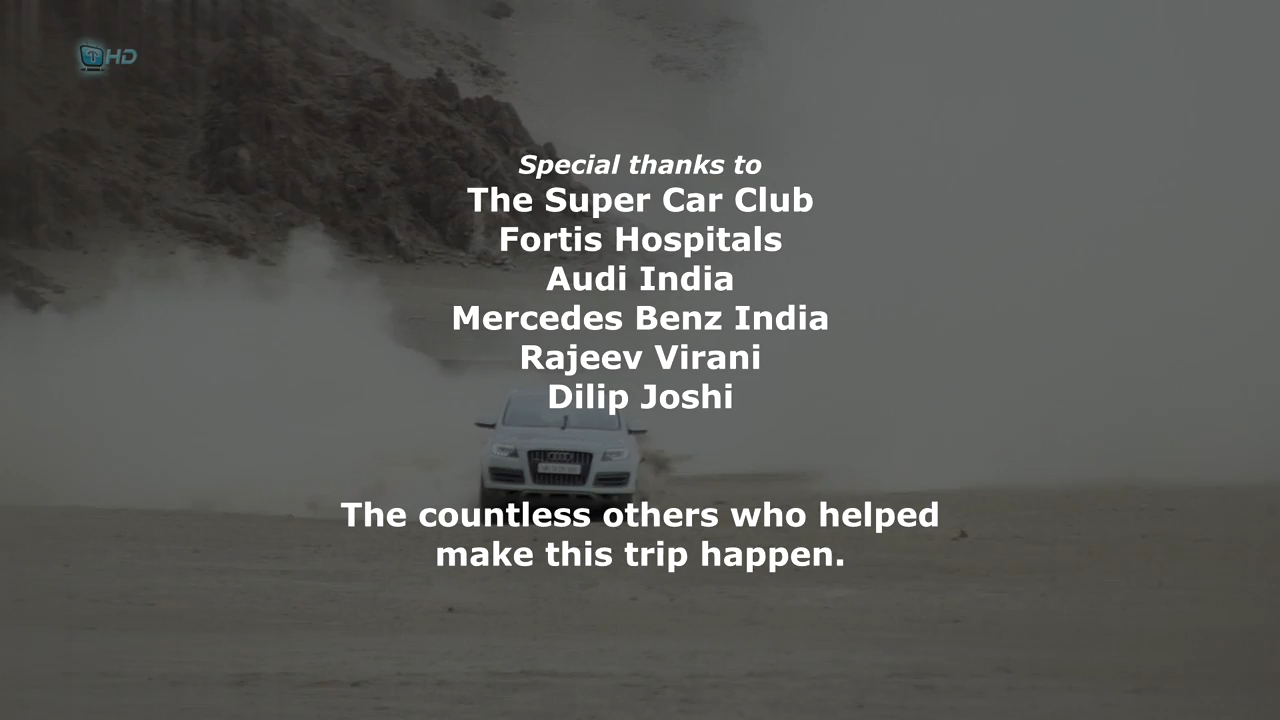 HD
Special thanks to
The Super Car Club
Fortis Hospitals
Audi India
Mercedes Benz India
Rajeev Virani
Dilip Joshi
The countless others who helped
make this trip happen.